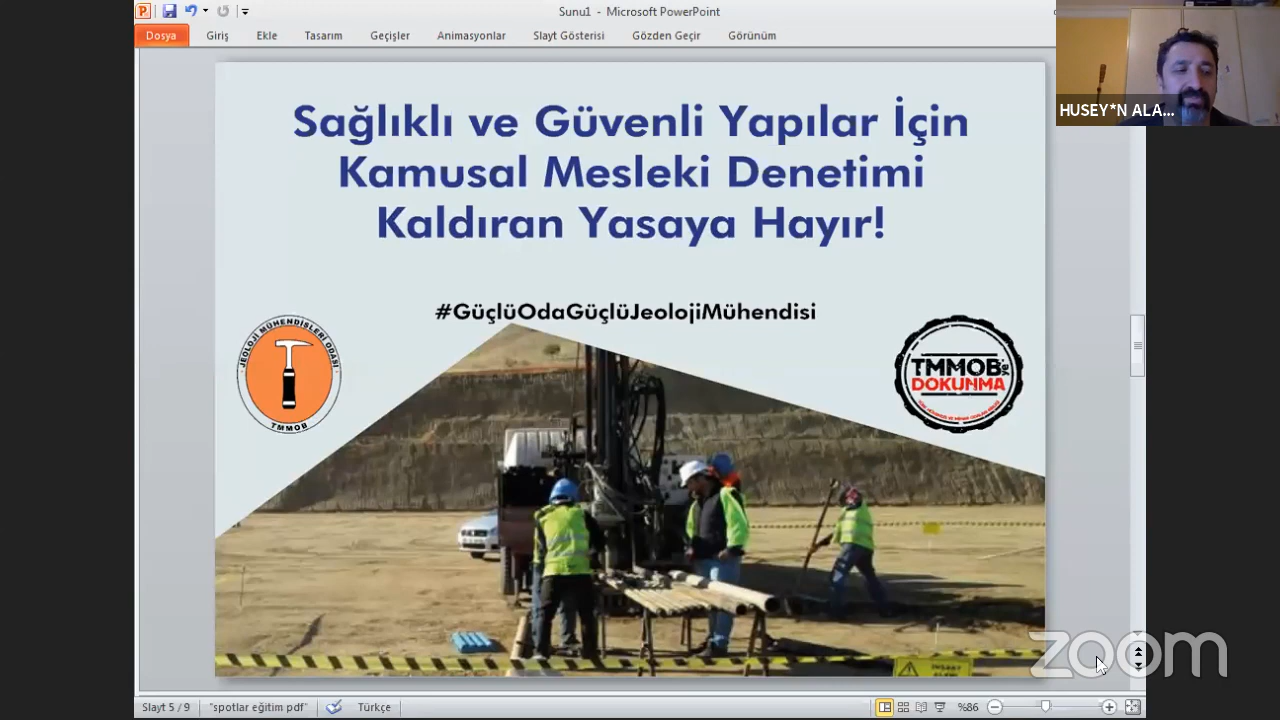 Sunu1 - Microsoft PowerPoint
Dosya Giriş Ekle Tasarım Geçişler Animasyonlar Slayt Gösterisi Gözden Geçir Görünüm
HUSEY*N ALA...
Sağlıklı ve Güvenli Yapılar İçin
Kamusal Mesleki Denetimi
Kaldıran Yasaya Hayır!
#GüçlüOdaGüçlüJeolojiMühendisi
JEOLOJİ MÜHENDİSLERİ ODASI
TMMOB
TMMOB'ye
DOKUNMA
zoom
Slayt 5 / 9 "spotlar eğitim pdf" Türkçe %86